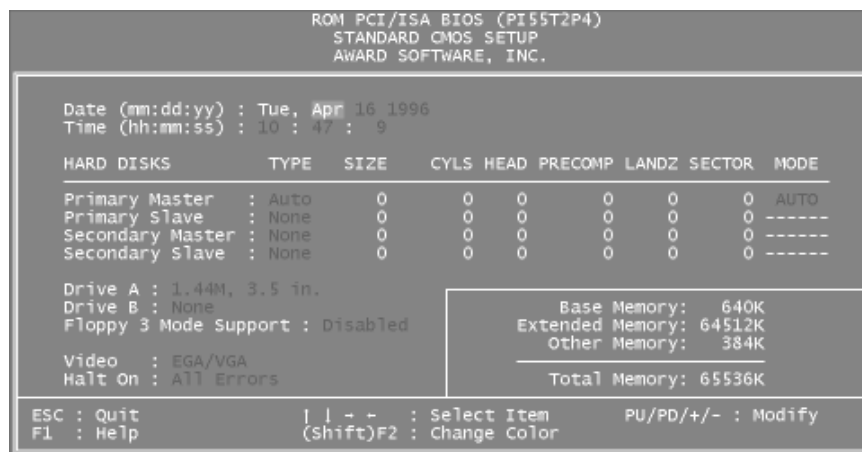 ROM PCI/ISA BIOS (PI55T2P4)
STANDARD CMOS SETUP
AWARD SOFTWARE, INC.
Date (mm:dd:yy) : Tue, Apr 16 1996
Time (hh:mm:ss) : 10 : 47 : 9
HARD DISKS TYPE SIZE CYLS HEAD PRECOMP LANDZ SECTOR MODE
Primary Master : Auto 0 0 0 0 0 0 AUTO
Primary Slave : None 0 0 0 0 0 0 ------
Secondary Master : None 0 0 0 0 0 0 ------
Secondary Slave : None 0 0 0 0 0 0 ------
Drive A : 1.44M, 3.5 in.
Drive B : None
Floppy 3 Mode Support : Disabled
Video : EGA/VGA
Halt On : All Errors
Base Memory: 640K
Extended Memory: 64512K
Other Memory: 384K
Total Memory: 65536K
ESC : Quit ↑ ↓ → ← : Select Item PU/PD/+/- : Modify
F1 : Help (Shift)F2 : Change Color